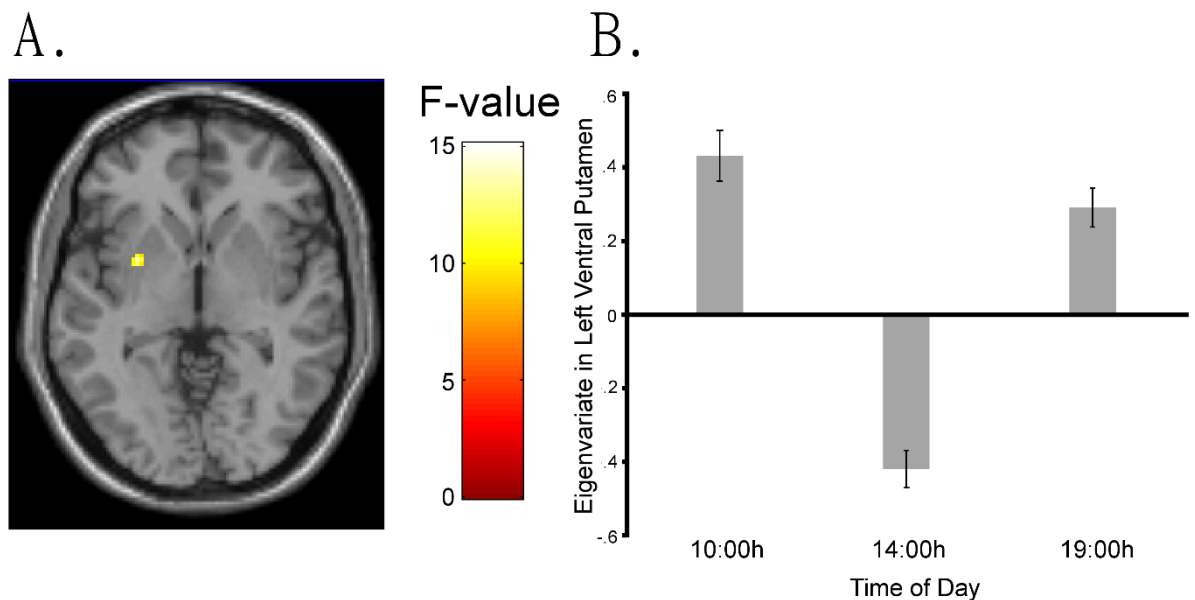 A.
B.
F-value
15
10
5
0
Eigenvariate in Left Ventral Putamen
.6
.4
.2
0
.2
.4
-.6
10:00h 14:00h 19:00h
Time of Day